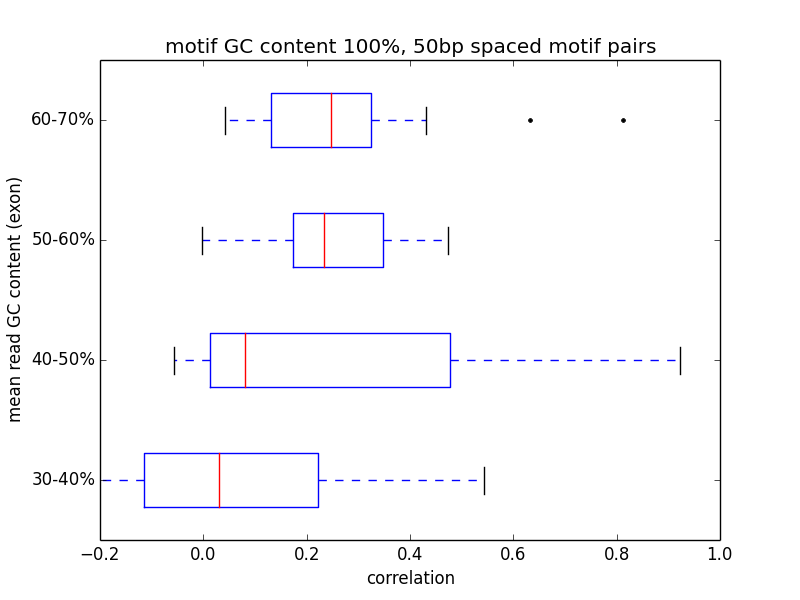 motif GC content 100%, 50bp spaced motif pairs
mean read GC content (exon)
60-70%
50-60%
40-50%
30-40%
−0.2 0.0 0.2 0.4 0.6 0.8 1.0
correlation